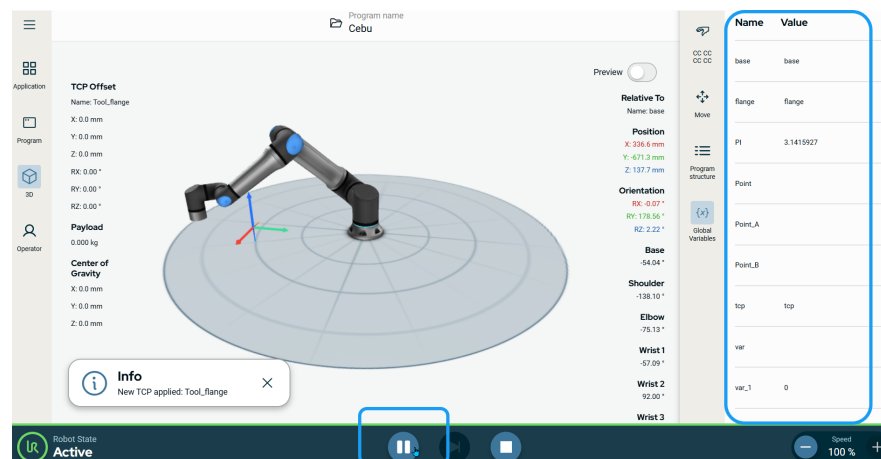 Program name
Cebu
Application
Program
3D
Operator
TCP Offset
Name: Tool_flange
X: 0.0 mm
Y: 0.0 mm
Z: 0.0 mm
RX: 0.00 °
RY: 0.00 °
RZ: 0.00 °
Payload
0.000 kg
Center of
Gravity
X: 0.0 mm
Y: 0.0 mm
Z: 0.0 mm
Preview
Relative To
Name: base
Position
X: 336.6 mm
Y: -671.3 mm
Z: 137.7 mm
Orientation
RX: -0.07 °
RY: 178.56 °
RZ: 2.22 °
Base
-54.04 °
Shoulder
-138.10 °
Elbow
-75.13 °
Wrist 1
-57.09 °
Wrist 2
92.00 °
Wrist 3
CC CC
CC CC
Move
Program
structure
{x}
Global
Variables
Name Value
base base
flange flange
PI 3.1415927
Point
Point_A
Point_B
tcp tcp
var
var_1 0
Info
New TCP applied: Tool_flange
Robot State
Active
Speed
100 %